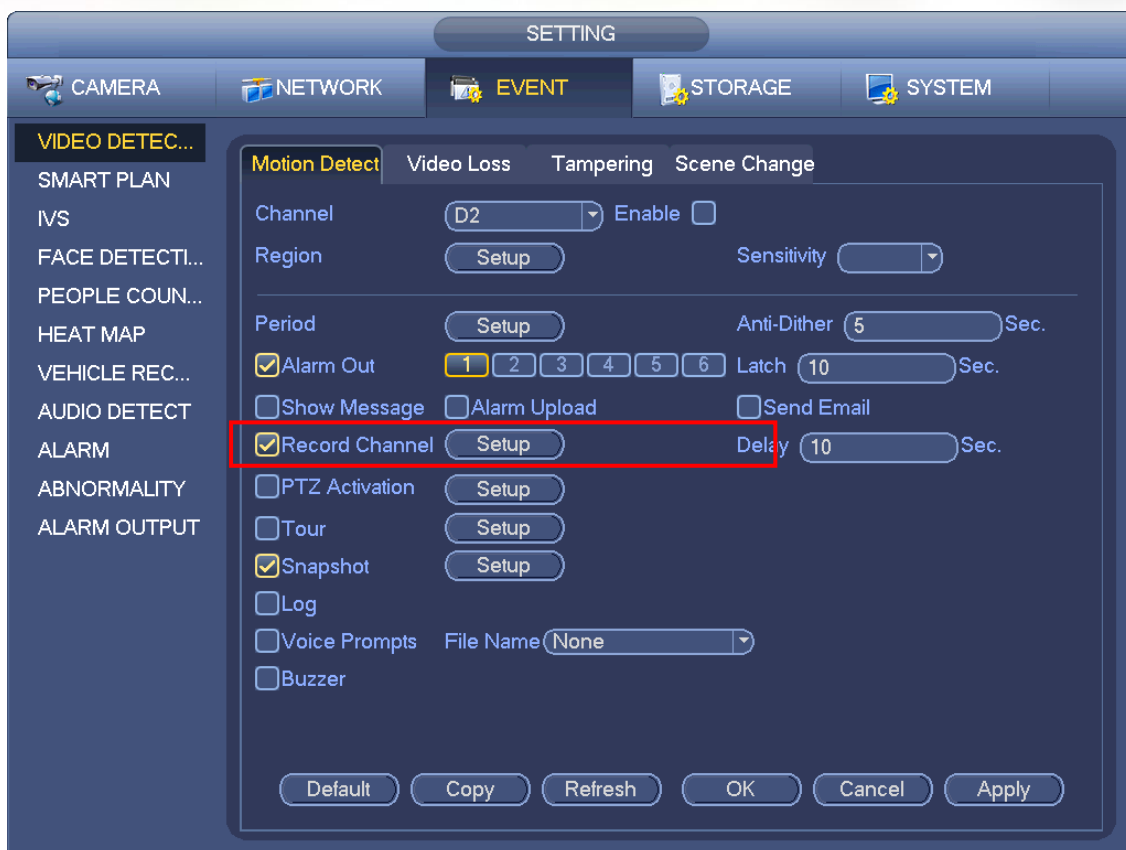 SETTING
CAMERA NETWORK EVENT STORAGE SYSTEM
VIDEO DETEC...
SMART PLAN
IVS
FACE DETECTI...
PEOPLE COUN...
HEAT MAP
VEHICLE REC...
AUDIO DETECT
ALARM
ABNORMALITY
ALARM OUTPUT
Motion Detect Video Loss Tampering Scene Change
Channel D2 Enable
Region Setup Sensitivity
Period Setup Anti-Dither 5 Sec.
Alarm Out 1 2 3 4 5 6 Latch 10 Sec.
Show Message Alarm Upload Send Email
Record Channel Setup Delay 10 Sec.
PTZ Activation Setup
Tour Setup
Snapshot Setup
Log
Voice Prompts File Name None
Buzzer
Default Copy Refresh OK Cancel Apply